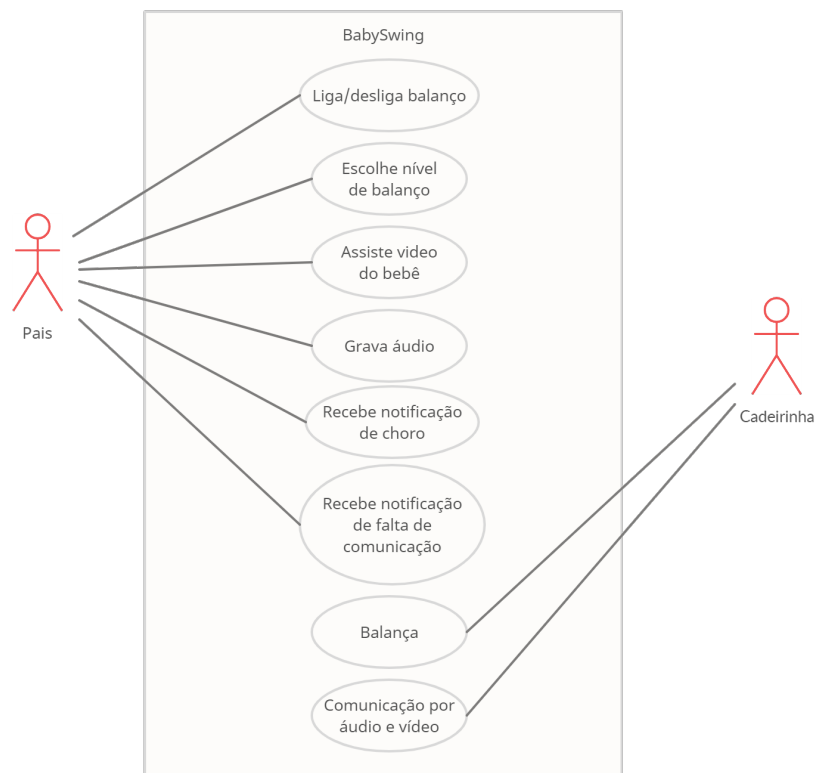 BabySwing
Liga/desliga balanço
Escolhe nível
de balanço
Assiste video
do bebê
Grava áudio
Recebe notificação
de choro
Recebe notificação
de falta de
comunicação
Balança
Comunicação por
áudio e vídeo
Pais
Cadeirinha